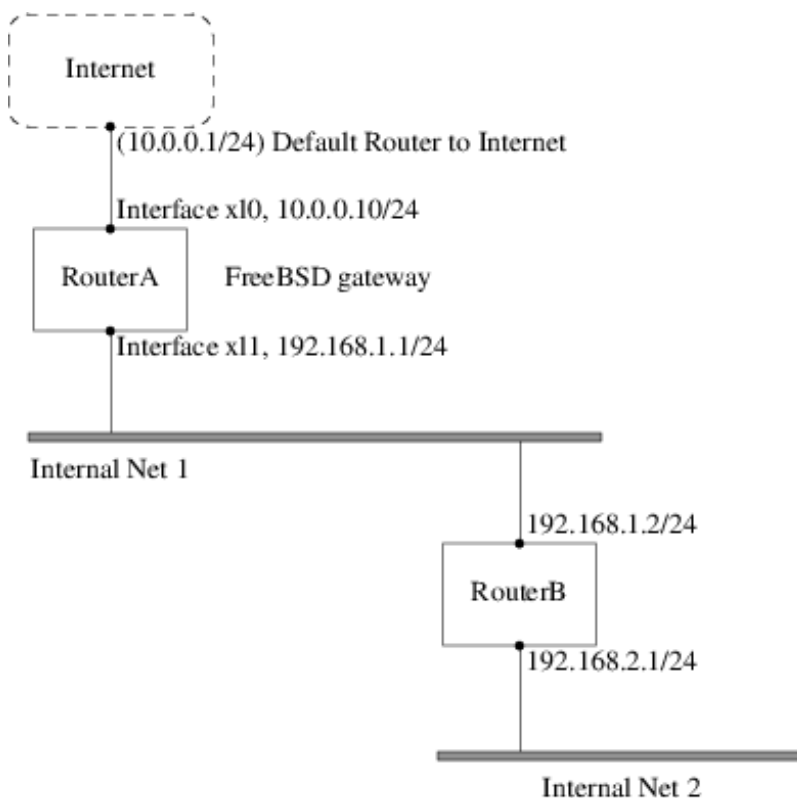 Internet
(10.0.0.1/24) Default Router to Internet
Interface xl0, 10.0.0.10/24
RouterA
FreeBSD gateway
Interface xl1, 192.168.1.1/24
Internal Net 1
192.168.1.2/24
RouterB
192.168.2.1/24
Internal Net 2